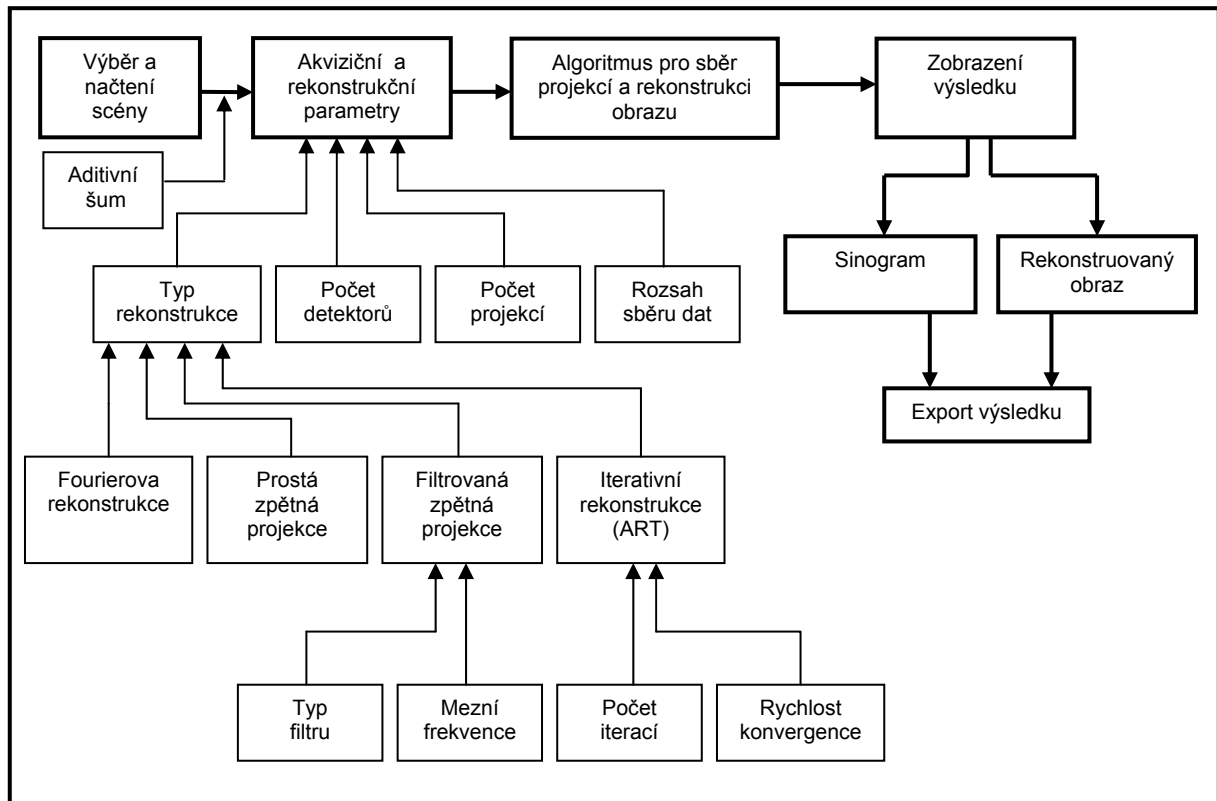 Výběr a
načtení
scény
Akviziční a
rekonstrukční
parametry
Algoritmus pro sběr
projekcí a rekonstrukci
obrazu
Zobrazení
výsledku
Aditivní
šum
Sinogram
Rekonstruovaný
obraz
Typ
rekonstrukce
Počet
detektorů
Počet
projekcí
Rozsah
sběru dat
Export výsledku
Fourierova
rekonstrukce
Prostá
zpětná
projekce
Filtrovaná
zpětná
projekce
Iterativní
rekonstrukce
(ART)
Typ
filtru
Mezní
frekvence
Počet
iterací
Rychlost
konvergence